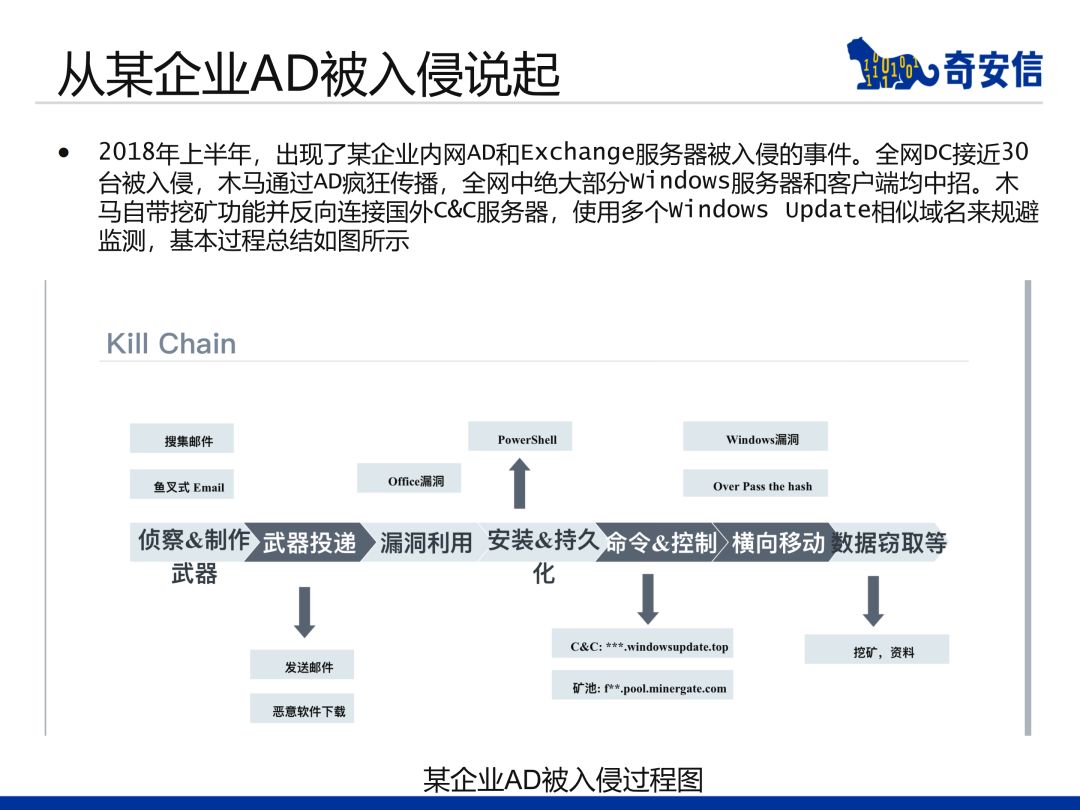 从某企业AD被入侵说起
奇安信
• 2018年上半年，出现了某企业内网AD和Exchange服务器被入侵的事件。全网DC接近30
台被入侵，木马通过AD疯狂传播，全网中绝大部分Windows服务器和客户端均中招。木
马自带挖矿功能并反向连接国外C&C服务器，使用多个Windows Update相似域名来规避
监测，基本过程总结如图所示
Kill Chain
搜集邮件
鱼叉式 Email
Office漏洞
PowerShell
Windows漏洞
Over Pass the hash
侦察&制作
武器
武器投递
漏洞利用
安装&持久
化
命令&控制
横向移动
数据窃取等
发送邮件
恶意软件下载
C&C: ***.windowsupdate.top
矿池: f**.pool.minergate.com
挖矿，资料
某企业AD被入侵过程图